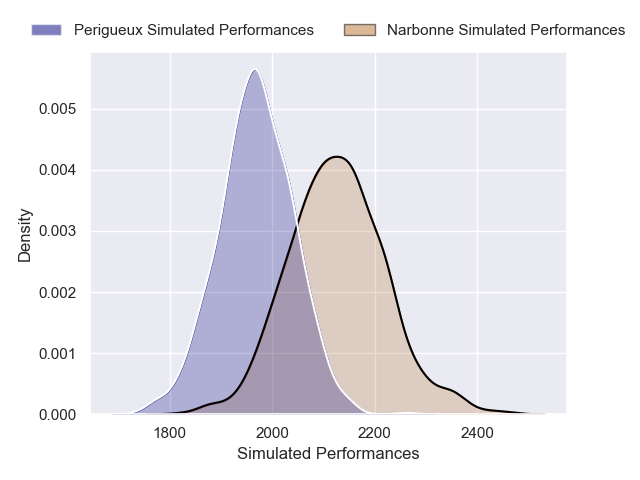 Perigueux Simulated Performances
Narbonne Simulated Performances
0.005
0.004
0.003
0.002
0.001
0.000
Density
1800
2000
2200
2400
Simulated Performances